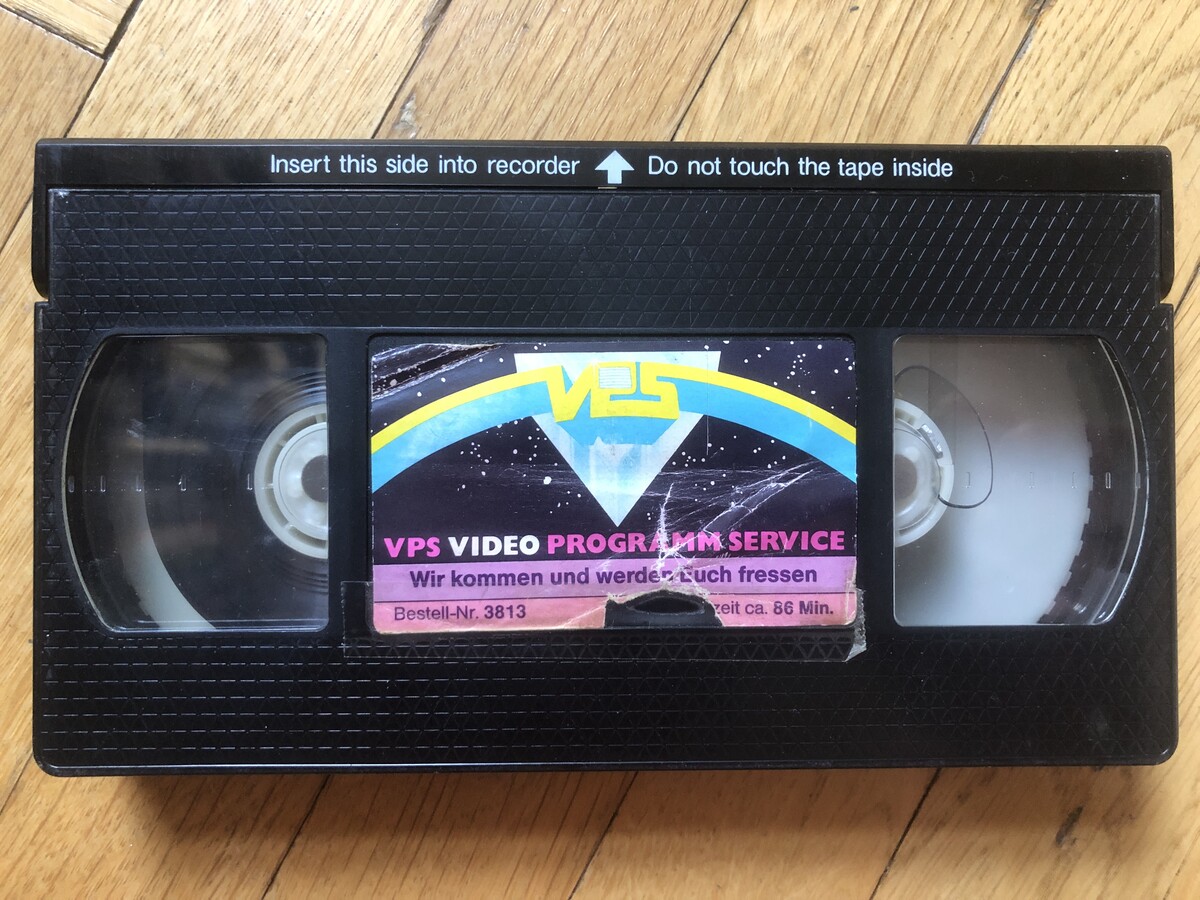 Insert this side into recorder Do not touch the tape inside
VPS
VPS VIDEO PROGRAMM SERVICE
Wir kommen und werden Euch fressen
Bestell-Nr. 3813 zeit ca. 86 Min.